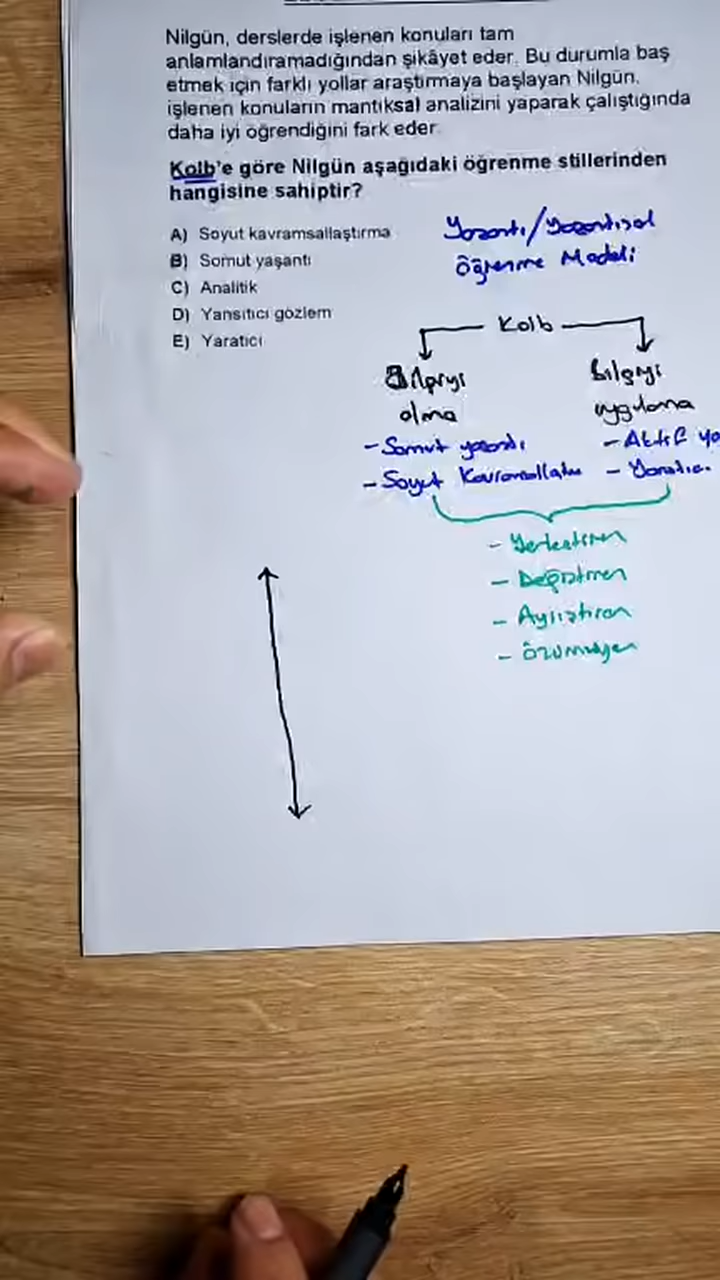 Nilgün, derslerde işlenen konuları tam
anlamlandıramadığından şikâyet eder. Bu durumla baş
etmek için farklı yollar araştırmaya başlayan Nilgün,
işlenen konuların mantıksal analizini yaparak çalıştığında
daha iyi öğrendiğini fark eder.
Kolb'e göre Nilgün aşağıdaki öğrenme stillerinden
hangisine sahiptir?
A) Soyut kavramsallaştırma
B) Somut yaşantı
C) Analitik
D) Yansıtıcı gözlem
E) Yaratıcı
Yaşantı/Yaşantısal
Öğrenme Modeli
Kolb
Bilgiyi
alma
- Somut yaşantı
- Soyut
bilgiyi
uygulama
- Aktif ya
- Yansıtıcı
- Yerleştiren
- Değiştiren
- Ayrıştıran
- Özümseyen